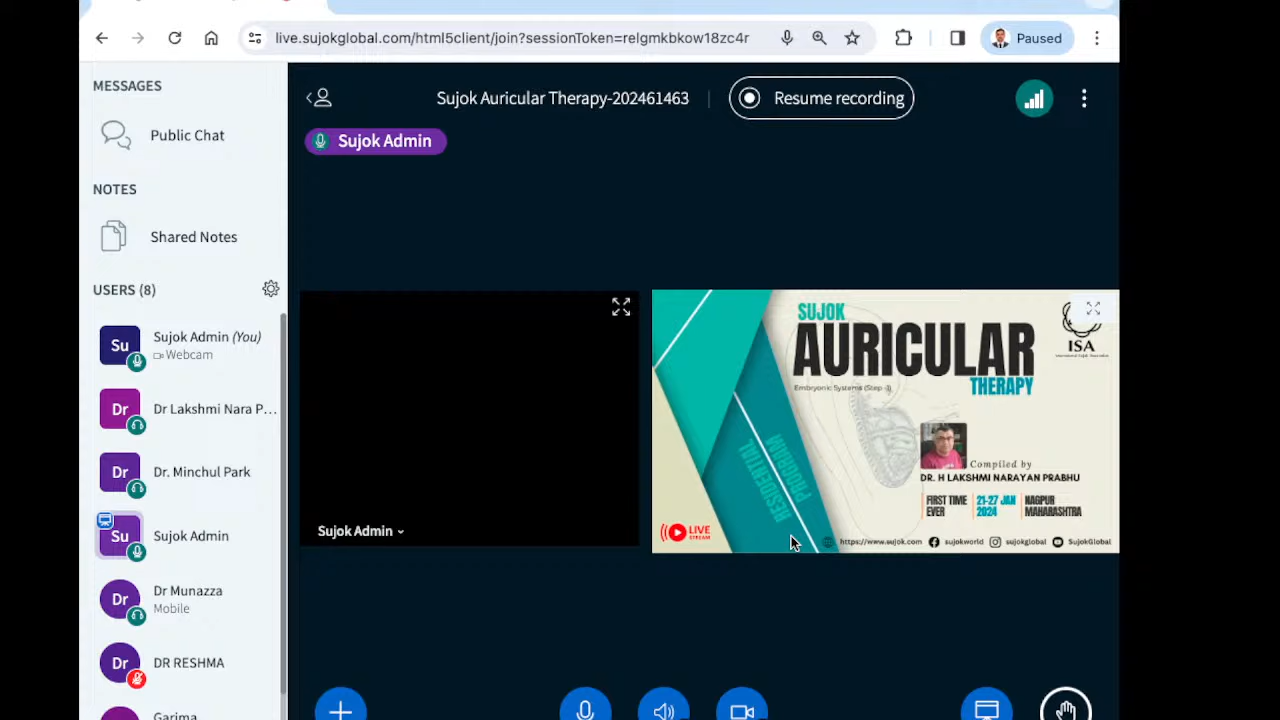 live.sujokglobal.com/html5client/join?sessionToken=relgmkbkow18zc4r
Paused
MESSAGES
Public Chat
NOTES
Shared Notes
USERS (8)
Su
Sujok Admin (You)
Webcam
Dr
Dr Lakshmi Nara P...
Dr
Dr. Minchul Park
Su
Sujok Admin
Dr
Dr Munazza
Mobile
Dr
DR RESHMA
Garima
Sujok Auricular Therapy-202461463
Resume recording
Sujok Admin
Sujok Admin
SUJOK
AURICULAR
THERAPY
Embryonic Systems (Step -I)
ISA
RESIDENTIAL
PROGRAM
Compiled by
DR. H LAKSHMI NARAYAN PRABHU
FIRST TIME
EVER
21-27 JAN
2024
NAGPUR
MAHARASHTRA
LIVE
STREAM
https://www.sujok.com sujokworld sujokglobal SujokGlobal